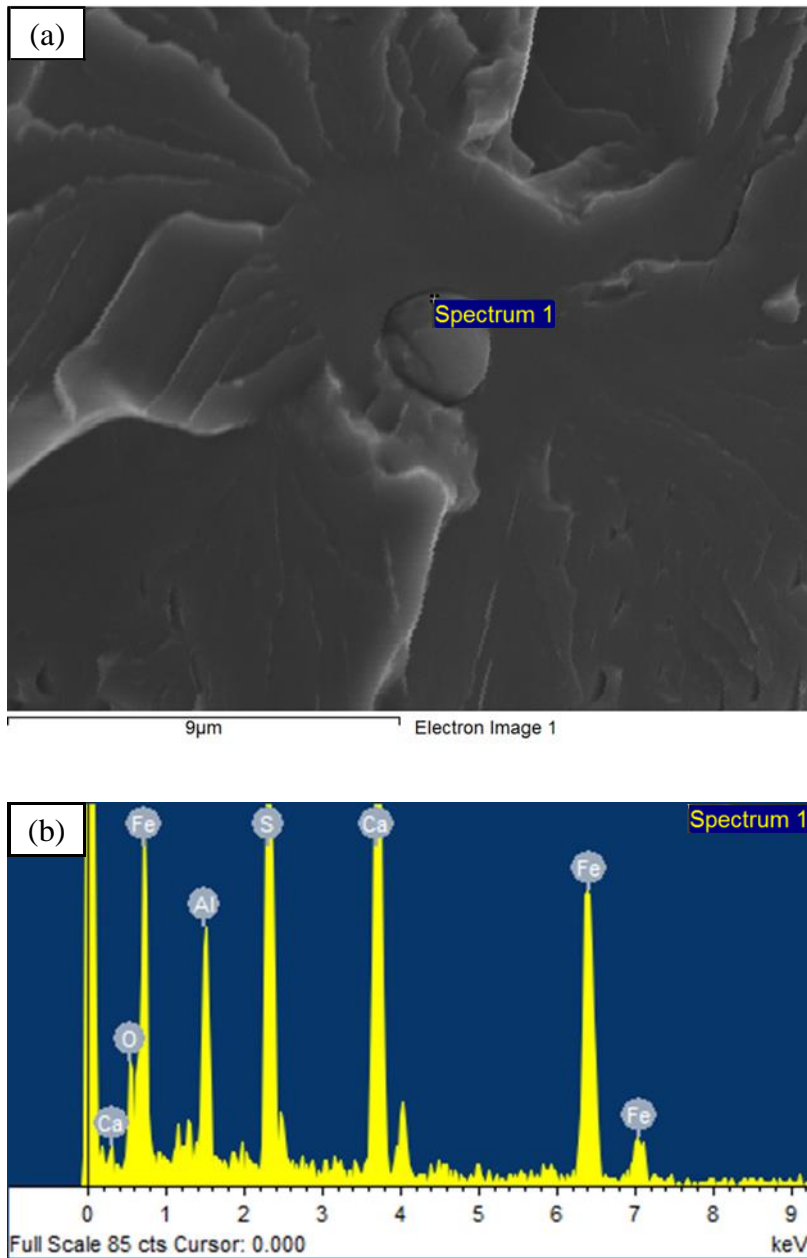 (a)
Spectrum 1
9µm Electron Image 1
(b)
Spectrum 1
Fe S Ca
Al Fe
O
Ca Fe
0 1 2 3 4 5 6 7 8 9
Full Scale 85 cts Cursor: 0.000 keV